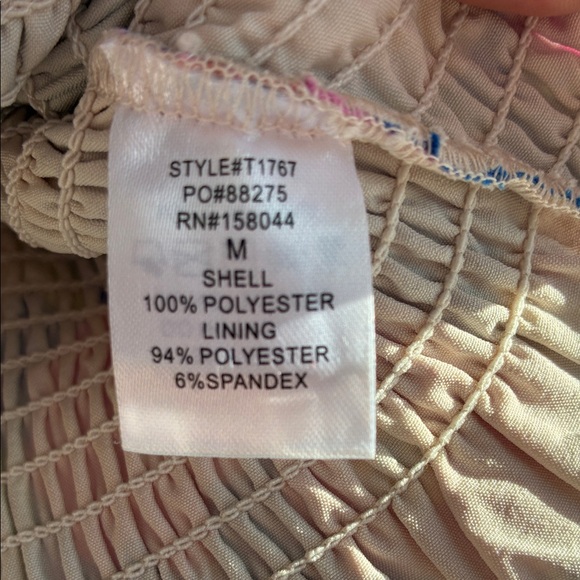 STYLE#T1767
PO#88275
RN#158044
M
SHELL
100% POLYESTER
LINING
94% POLYESTER
6%SPANDEX